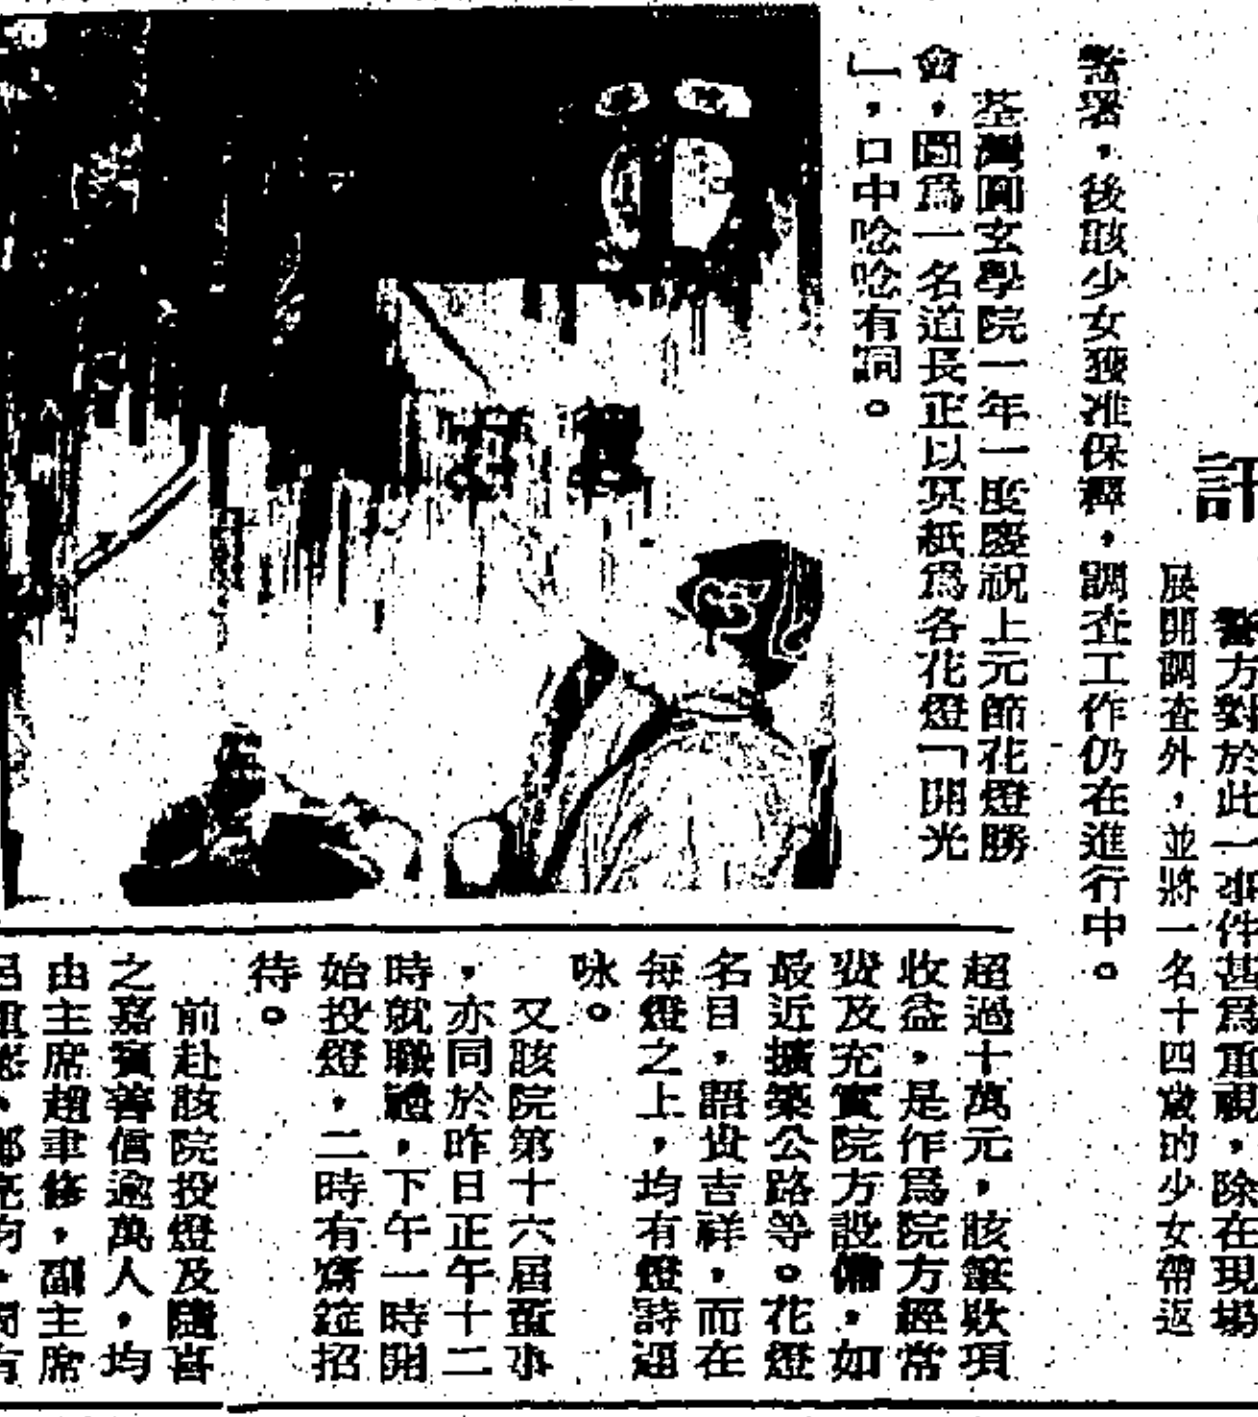 訊
警方對於此一事件甚為重視，除在現場
展開調查外，並將一名十四歲的少女帶返
警署，後該少女獲准保釋，調查工作仍在進行中。
荃灣圓玄學院一年一度慶祝上元節花燈勝
會，圖為一名道長正以冥紙為各花燈「開光
」，口中唸唸有詞。
超過十萬元，該筆欵項
收益，是作為院方經常
費及充實院方設備，如
最近擴築公路等。花燈
名目，語世吉祥，而在
每燈之上，均有燈詩題
咏。
又該院第十六屆董事
，亦同於昨日正午十二
時就職禮，下午一時開
始投燈，二時有齋筵招
待。
前赴該院投燈及隨喜
之嘉賓善信逾萬人，均
由主席趙聿修，副主席
呂重